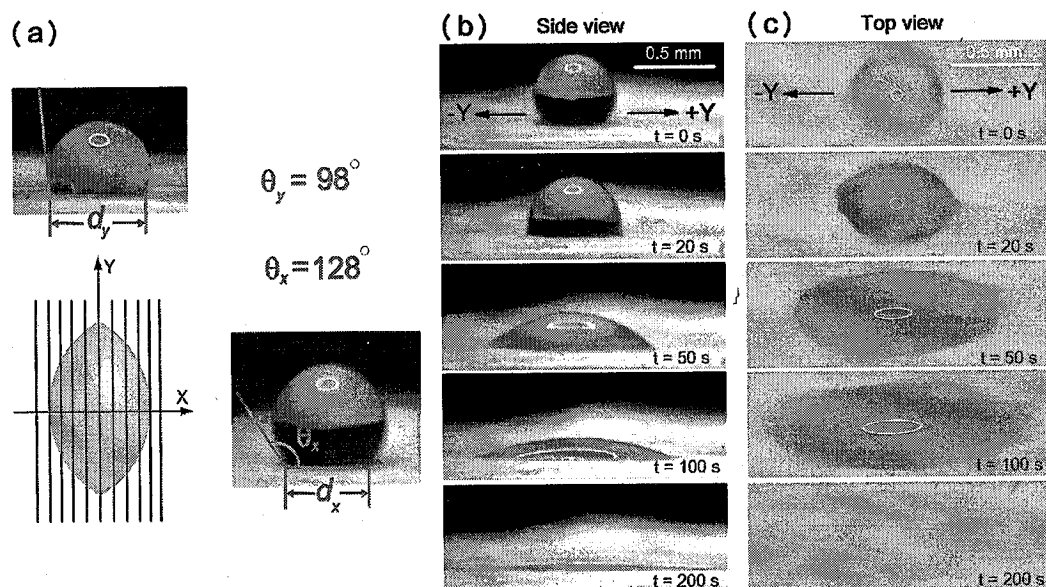 (a)
d_y
θ_y = 98°
θ_x = 128°
Y
X
θ_x
d_x
(b)
Side view
0.5 mm
-Y
+Y
t = 0 s
t = 20 s
t = 50 s
t = 100 s
t = 200 s
(c)
Top view
0.5 mm
-Y
+Y
t = 0 s
t = 20 s
t = 50 s
t = 100 s
t = 200 s